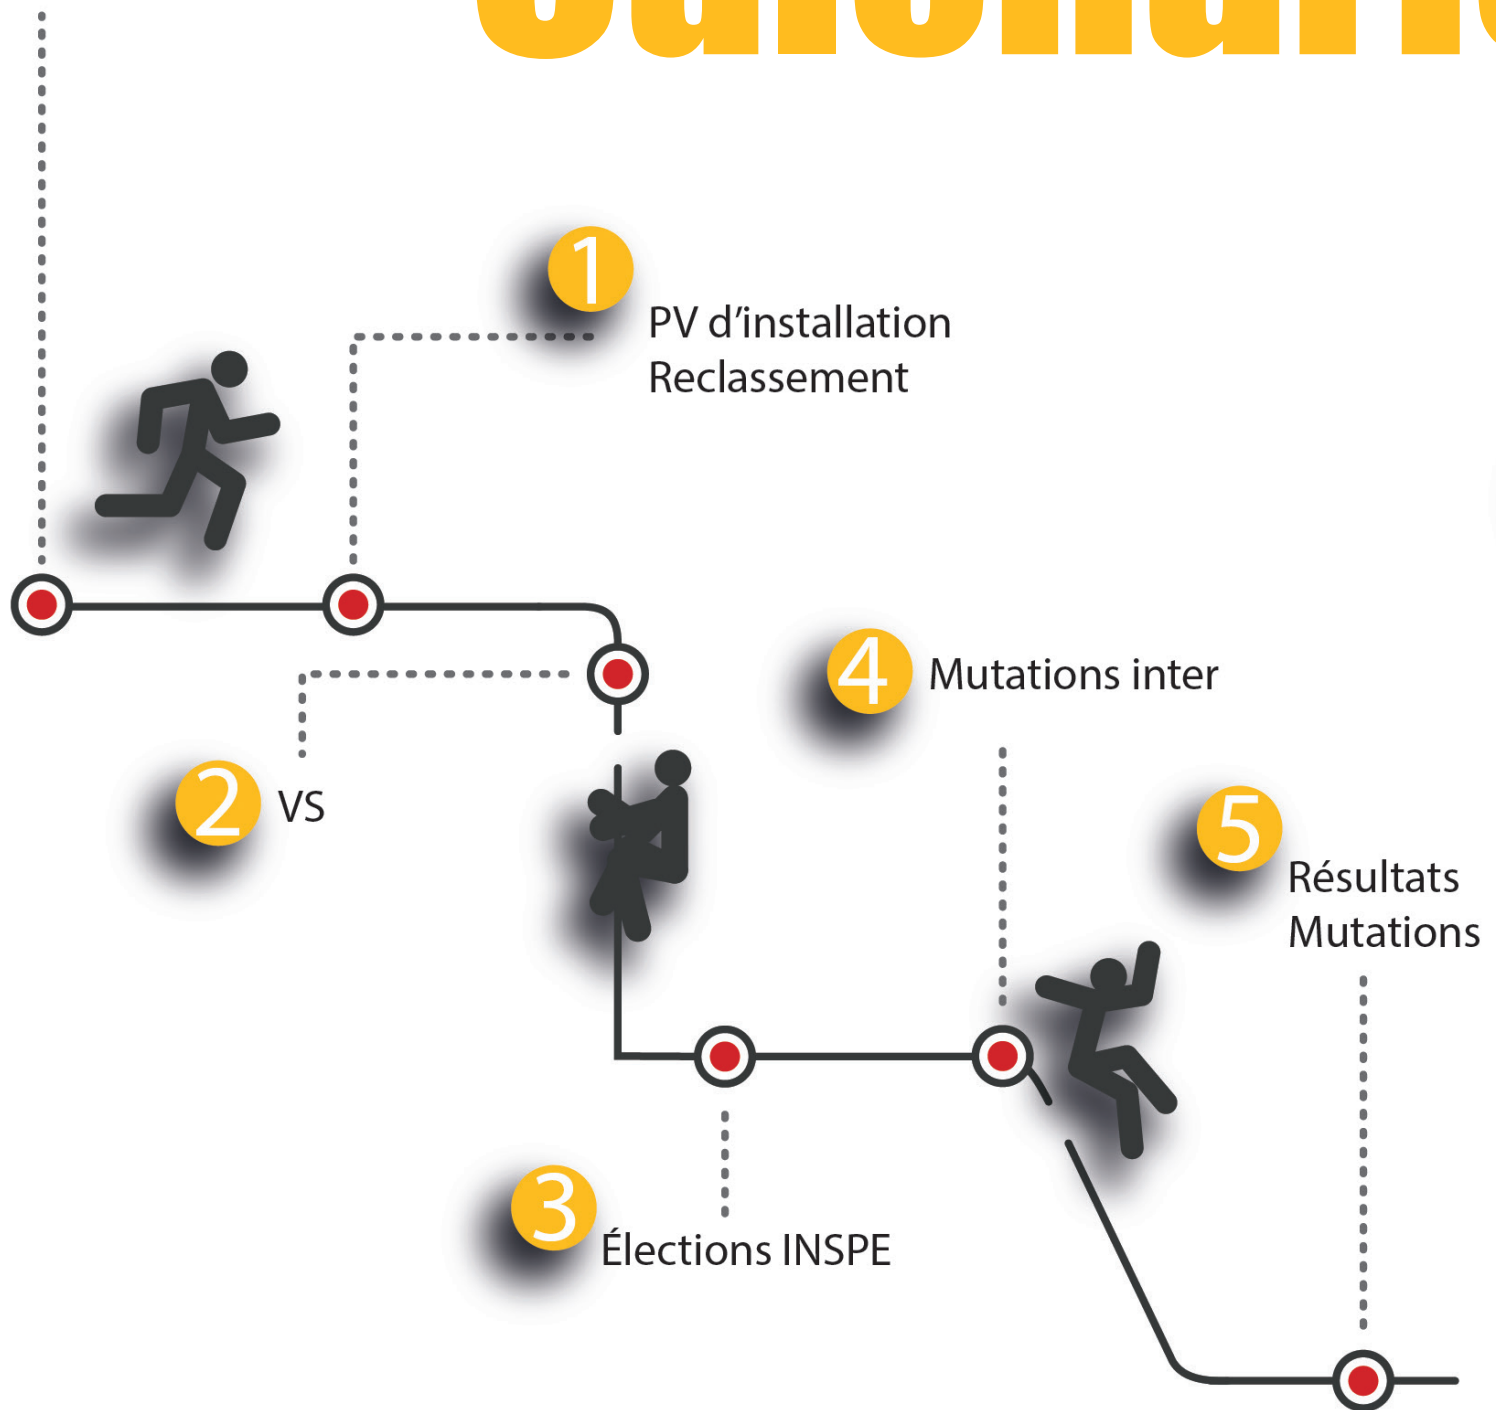 1
PV d’installation
Reclassement
2
VS
4
Mutations inter
5
Résultats
Mutations
3
Élections INSPE